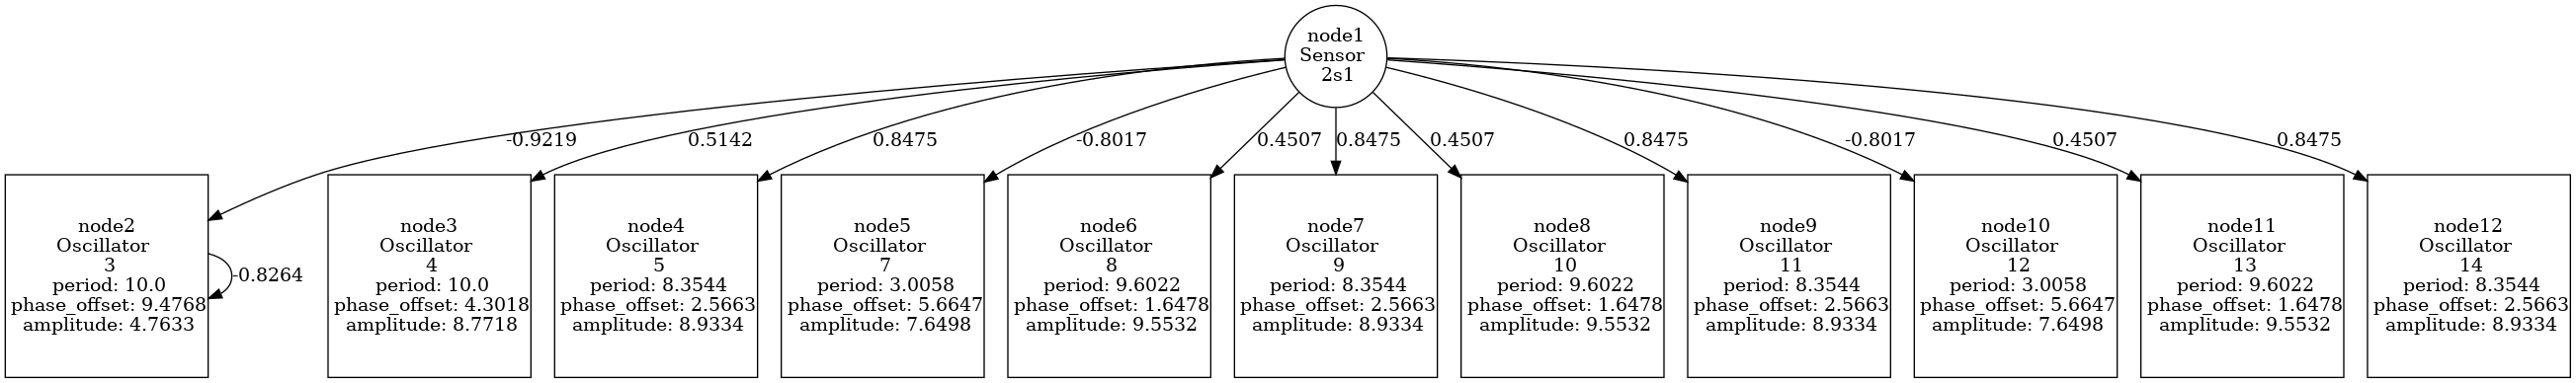 node1
Sensor
2s1
-0.9219
0.5142
0.8475
-0.8017
0.4507
0.8475
0.4507
0.8475
-0.8017
0.4507
0.8475
node2
Oscillator
3
period: 10.0
phase_offset: 9.4768
amplitude: 4.7633
-0.8264
node3
Oscillator
4
period: 10.0
phase_offset: 4.3018
amplitude: 8.7718
node4
Oscillator
5
period: 8.3544
phase_offset: 2.5663
amplitude: 8.9334
node5
Oscillator
7
period: 3.0058
phase_offset: 5.6647
amplitude: 7.6498
node6
Oscillator
8
period: 9.6022
phase_offset: 1.6478
amplitude: 9.5532
node7
Oscillator
9
period: 8.3544
phase_offset: 2.5663
amplitude: 8.9334
node8
Oscillator
10
period: 9.6022
phase_offset: 1.6478
amplitude: 9.5532
node9
Oscillator
11
period: 8.3544
phase_offset: 2.5663
amplitude: 8.9334
node10
Oscillator
12
period: 3.0058
phase_offset: 5.6647
amplitude: 7.6498
node11
Oscillator
13
period: 9.6022
phase_offset: 1.6478
amplitude: 9.5532
node12
Oscillator
14
period: 8.3544
phase_offset: 2.5663
amplitude: 8.9334